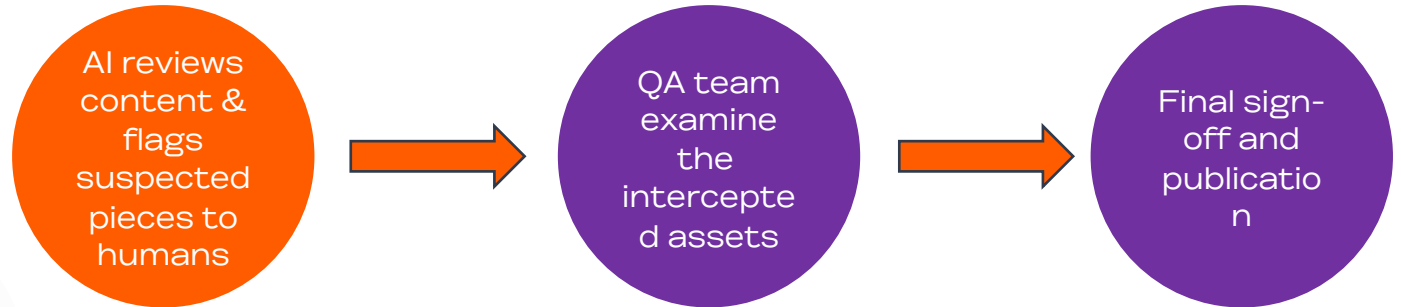 AI reviews
content &
flags
suspected
pieces to
humans
QA team
examine
the
intercepte
d assets
Final sign-
off and
publicatio
n